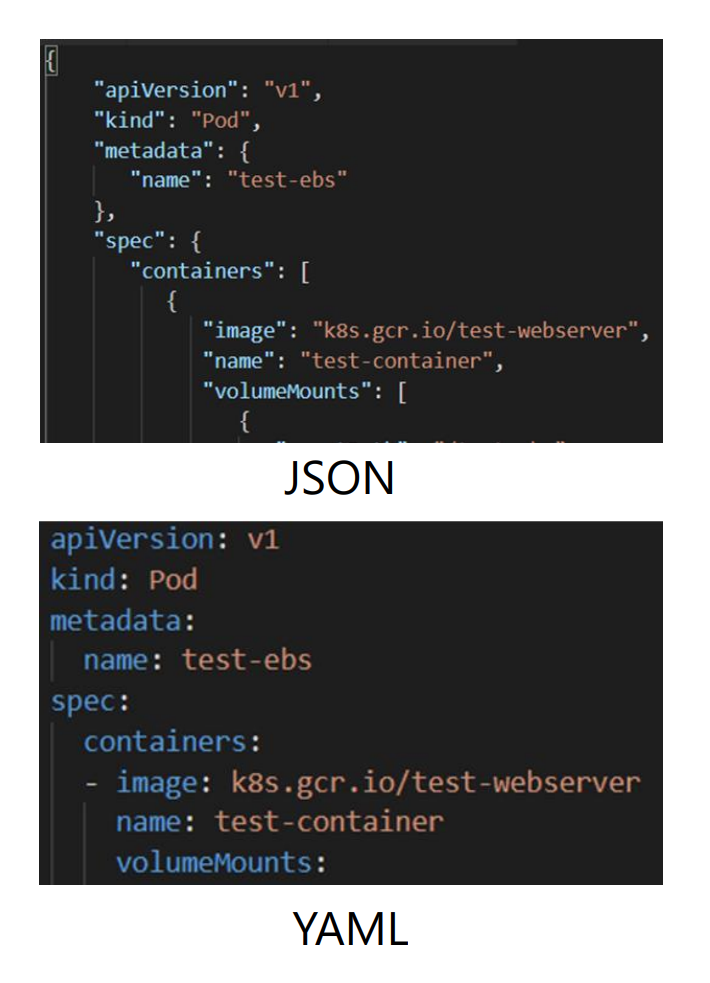 {
"apiVersion": "v1",
"kind": "Pod",
"metadata": {
"name": "test-ebs"
},
"spec": {
"containers": [
{
"image": "k8s.gcr.io/test-webserver",
"name": "test-container",
"volumeMounts": [
{
JSON
apiVersion: v1
kind: Pod
metadata:
name: test-ebs
spec:
containers:
- image: k8s.gcr.io/test-webserver
name: test-container
volumeMounts:
YAML